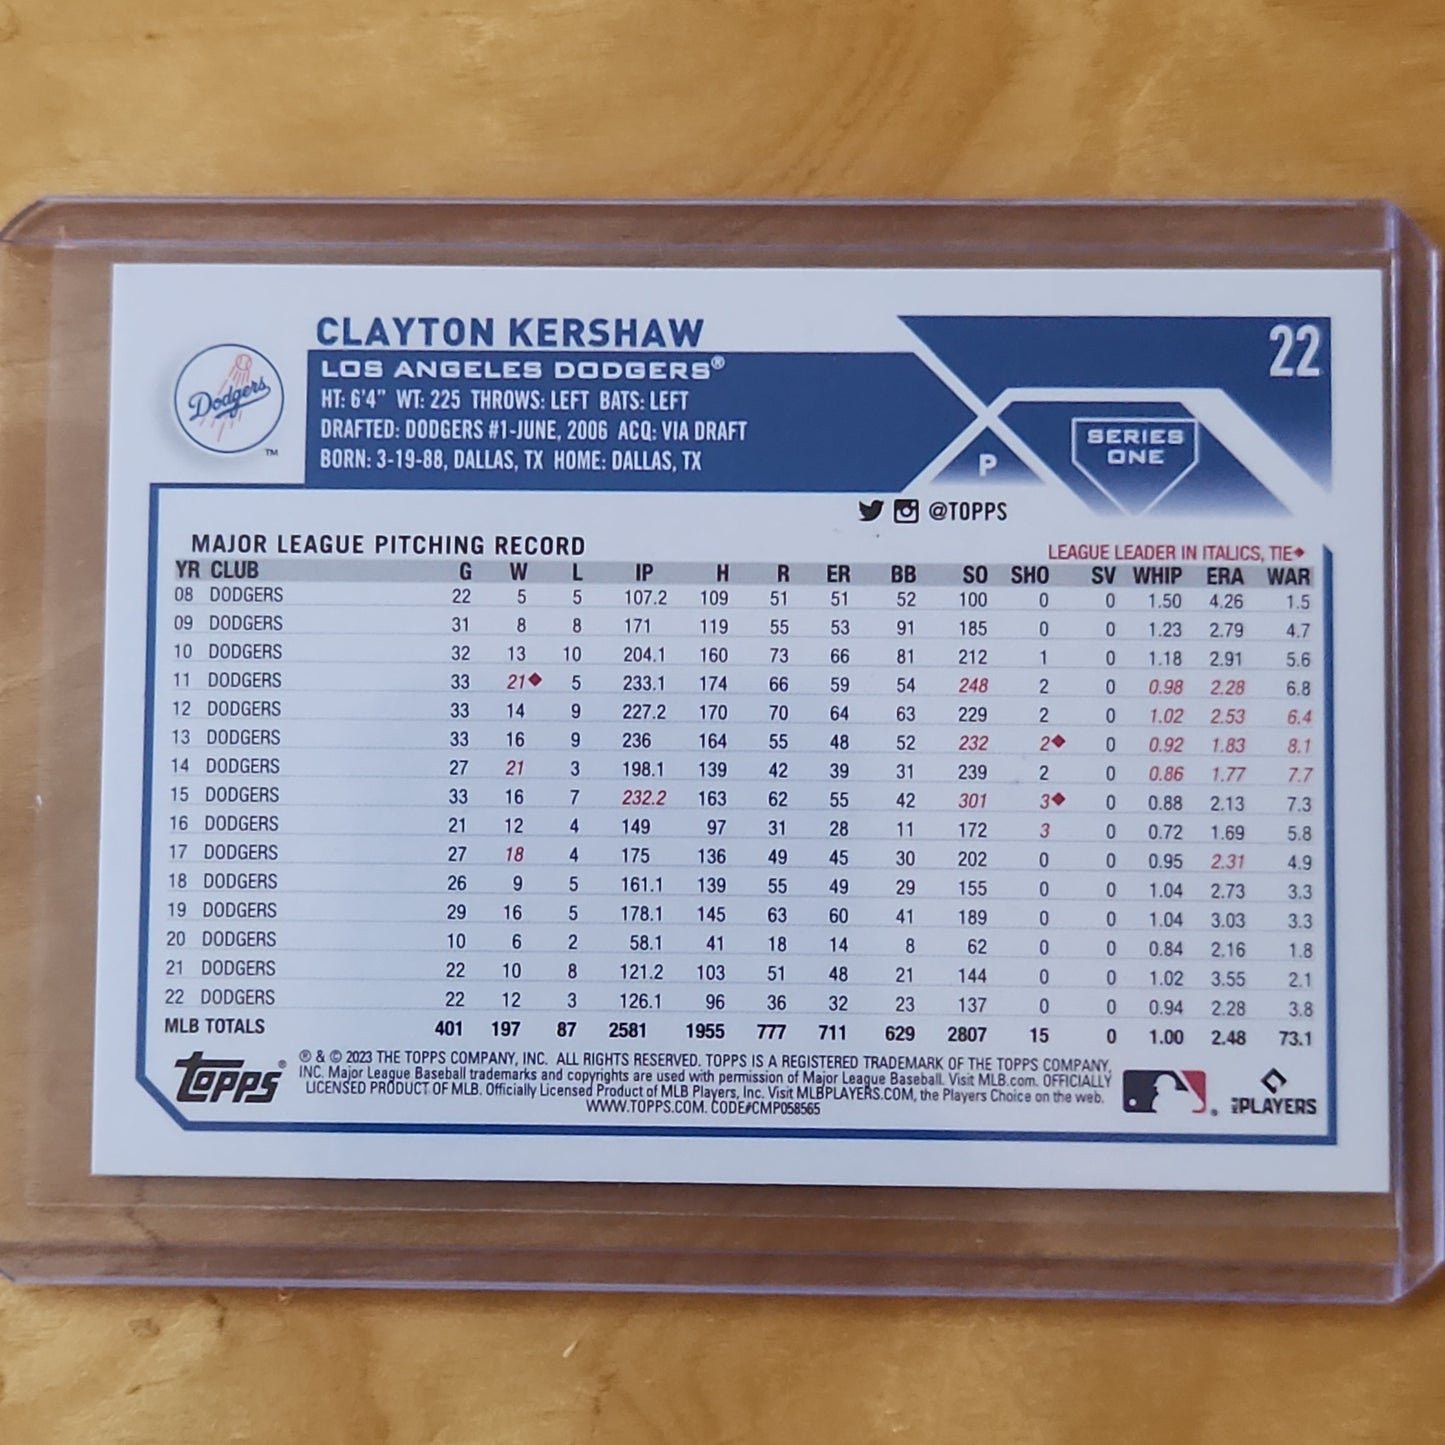 CLAYTON KERSHAW
22
LOS ANGELES DODGERS®
HT: 6'4" WT: 225 THROWS: LEFT BATS: LEFT
DRAFTED: DODGERS #1-JUNE, 2006 ACQ: VIA DRAFT
BORN: 3-19-88, DALLAS, TX HOME: DALLAS, TX
Dodgers
™
P
SERIES
ONE
@TOPPS
MAJOR LEAGUE PITCHING RECORD
LEAGUE LEADER IN ITALICS, TIE◆
YR CLUB G W L IP H R ER BB SO SHO SV WHIP ERA WAR
08 DODGERS 22 5 5 107.2 109 51 51 52 100 0 0 1.50 4.26 1.5
09 DODGERS 31 8 8 171 119 55 53 91 185 0 0 1.23 2.79 4.7
10 DODGERS 32 13 10 204.1 160 73 66 81 212 1 0 1.18 2.91 5.6
11 DODGERS 33 21◆ 5 233.1 174 66 59 54 248 2 0 0.98 2.28 6.8
12 DODGERS 33 14 9 227.2 170 70 64 63 229 2 0 1.02 2.53 6.4
13 DODGERS 33 16 9 236 164 55 48 52 232 2◆ 0 0.92 1.83 8.1
14 DODGERS 27 21 3 198.1 139 42 39 31 239 2 0 0.86 1.77 7.7
15 DODGERS 33 16 7 232.2 163 62 55 42 301 3◆ 0 0.88 2.13 7.3
16 DODGERS 21 12 4 149 97 31 28 11 172 3 0 0.72 1.69 5.8
17 DODGERS 27 18 4 175 136 49 45 30 202 0 0 0.95 2.31 4.9
18 DODGERS 26 9 5 161.1 139 55 49 29 155 0 0 1.04 2.73 3.3
19 DODGERS 29 16 5 178.1 145 63 60 41 189 0 0 1.04 3.03 3.3
20 DODGERS 10 6 2 58.1 41 18 14 8 62 0 0 0.84 2.16 1.8
21 DODGERS 22 10 8 121.2 103 51 48 21 144 0 0 1.02 3.55 2.1
22 DODGERS 22 12 3 126.1 96 36 32 23 137 0 0 0.94 2.28 3.8
MLB TOTALS 401 197 87 2581 1955 777 711 629 2807 15 0 1.00 2.48 73.1
topps®
® & © 2023 THE TOPPS COMPANY, INC. ALL RIGHTS RESERVED. TOPPS IS A REGISTERED TRADEMARK OF THE TOPPS COMPANY,
INC. Major League Baseball trademarks and copyrights are used with permission of Major League Baseball. Visit MLB.com. OFFICIALLY
LICENSED PRODUCT OF MLB. Officially Licensed Product of MLB Players, Inc. Visit MLBPLAYERS.COM, the Players Choice on the web.
WWW.TOPPS.COM. CODE#CMP058565
PLAYERS